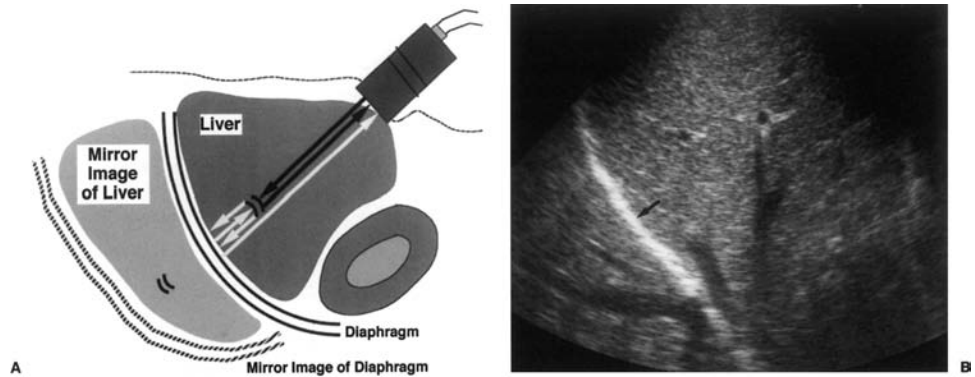 Liver
Mirror
Image
of Liver
Diaphragm
Mirror Image of Diaphragm
A
B